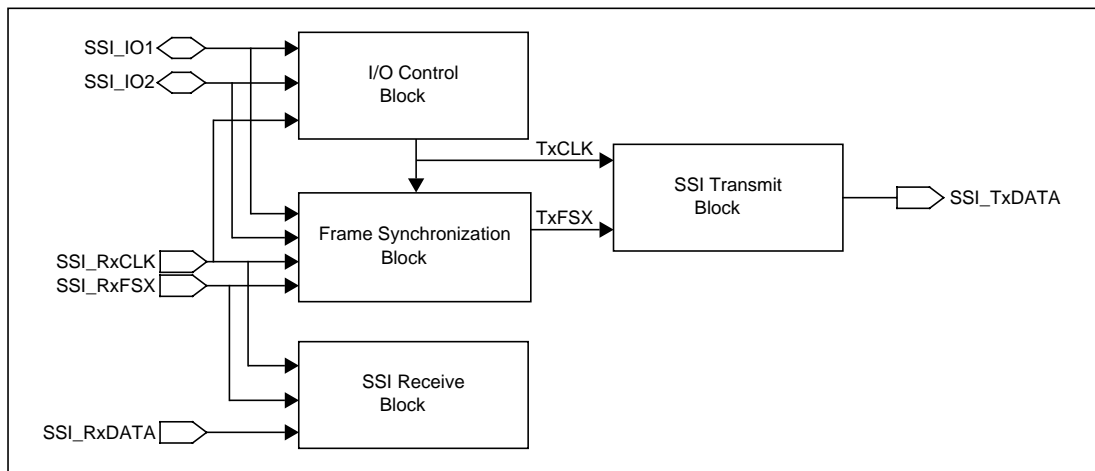 SSI_IO1
SSI_IO2
I/O Control
Block
TxCLK
SSI Transmit
Block
SSI_TxDATA
TxFSX
Frame Synchronization
Block
SSI_RxCLK
SSI_RxFSX
SSI Receive
Block
SSI_RxDATA